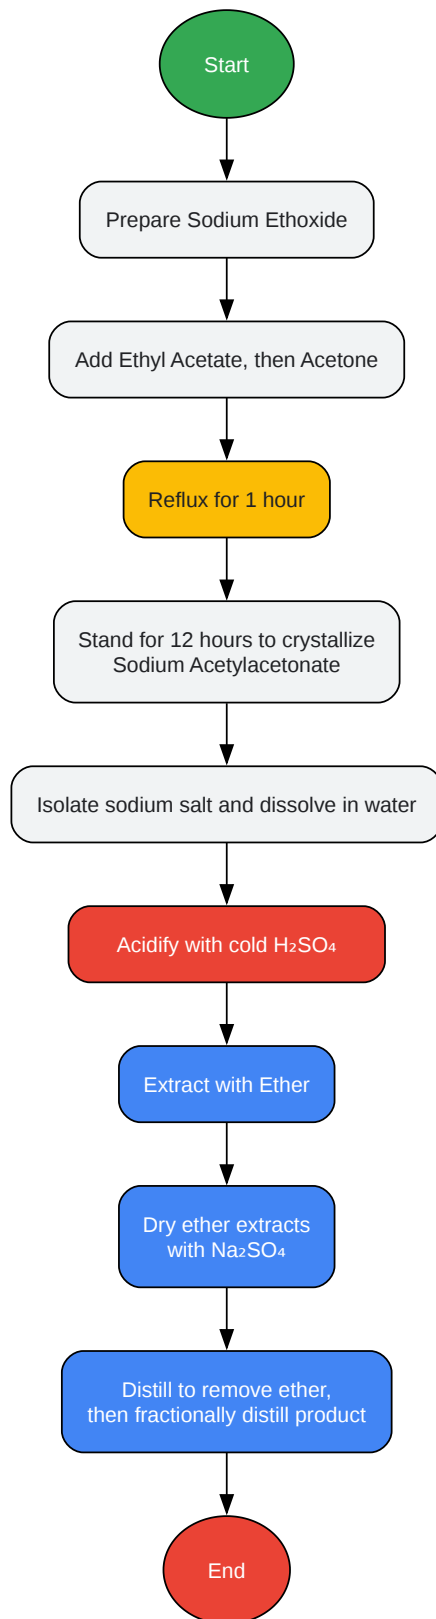 Start
Prepare Sodium Ethoxide
Add Ethyl Acetate, then Acetone
Reflux for 1 hour
Stand for 12 hours to crystallize
Sodium Acetylacetonate
Isolate sodium salt and dissolve in water
Acidify with cold H₂SO₄
Extract with Ether
Dry ether extracts
with Na₂SO₄
Distill to remove ether,
then fractionally distill product
End